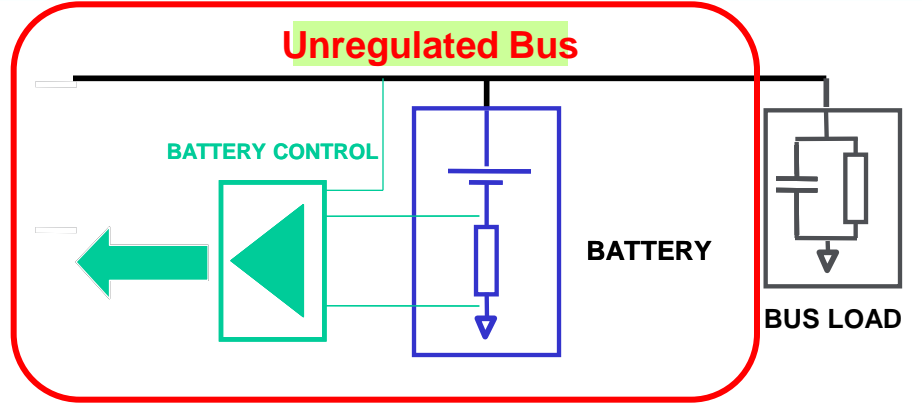 Unregulated Bus
BATTERY CONTROL
BATTERY
BUS LOAD